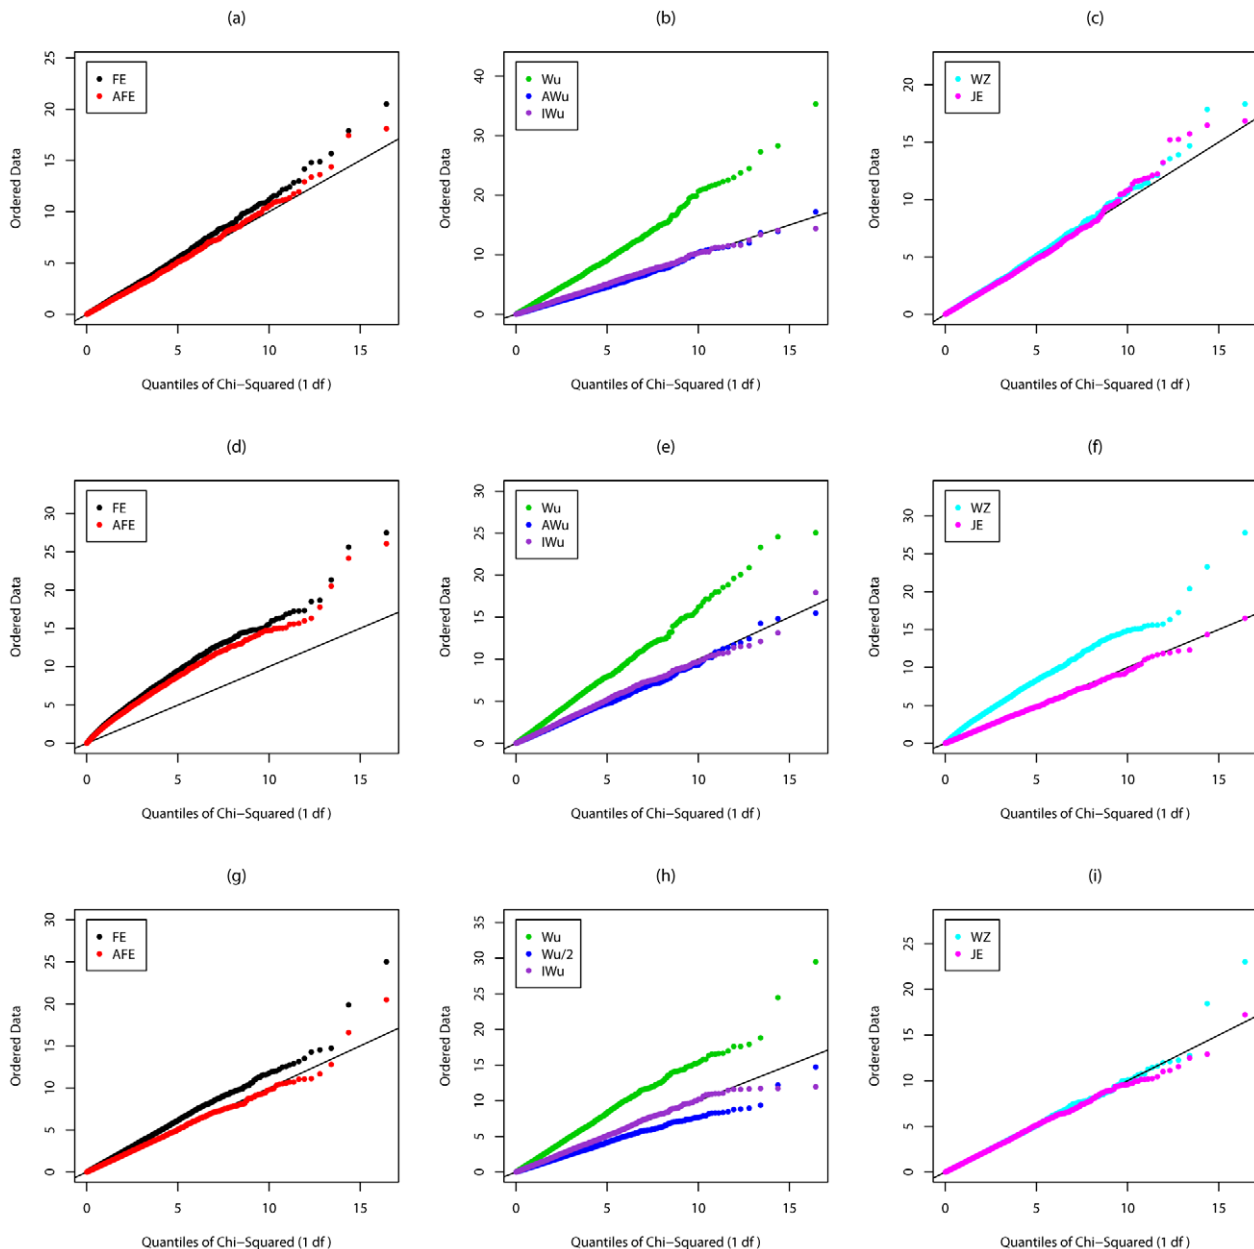 (a)
25
20
15
10
5
0
FE
AFE
Ordered Data
0 5 10 15
Quantiles of Chi−Squared (1 df )
(b)
40
30
20
10
0
Wu
AWu
IWu
Ordered Data
0 5 10 15
Quantiles of Chi−Squared (1 df )
(c)
20
15
10
5
0
WZ
JE
Ordered Data
0 5 10 15
Quantiles of Chi−Squared (1 df )
(d)
30
25
20
15
10
5
0
FE
AFE
Ordered Data
0 5 10 15
Quantiles of Chi−Squared (1 df )
(e)
30
25
20
15
10
5
0
Wu
AWu
IWu
Ordered Data
0 5 10 15
Quantiles of Chi−Squared (1 df )
(f)
30
25
20
15
10
5
0
WZ
JE
Ordered Data
0 5 10 15
Quantiles of Chi−Squared (1 df )
(g)
30
25
20
15
10
5
0
FE
AFE
Ordered Data
0 5 10 15
Quantiles of Chi−Squared (1 df )
(h)
35
30
25
20
15
10
5
0
Wu
Wu/2
IWu
Ordered Data
0 5 10 15
Quantiles of Chi−Squared (1 df )
(i)
25
20
15
10
5
0
WZ
JE
Ordered Data
0 5 10 15
Quantiles of Chi−Squared (1 df )